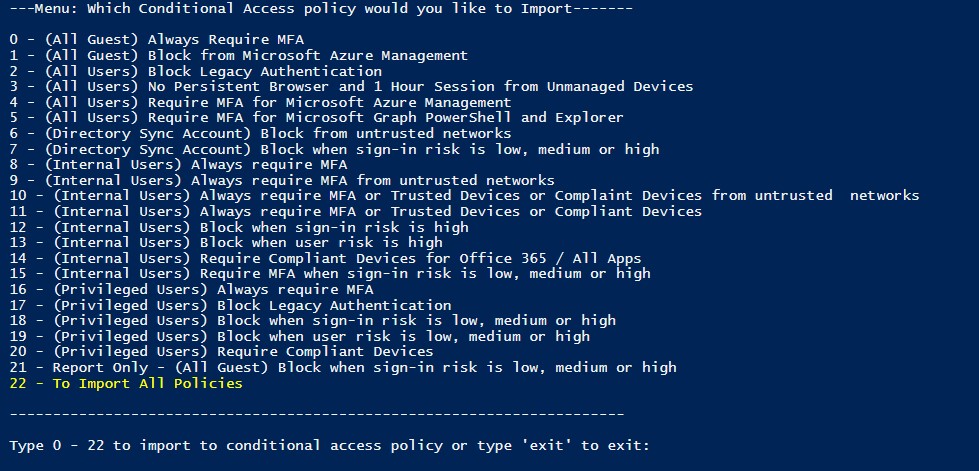 ---Menu: Which Conditional Access policy would you like to Import-------
0 - (All Guest) Always Require MFA
1 - (All Guest) Block from Microsoft Azure Management
2 - (All Users) Block Legacy Authentication
3 - (All Users) No Persistent Browser and 1 Hour Session from Unmanaged Devices
4 - (All Users) Require MFA for Microsoft Azure Management
5 - (All Users) Require MFA for Microsoft Graph PowerShell and Explorer
6 - (Directory Sync Account) Block from untrusted networks
7 - (Directory Sync Account) Block when sign-in risk is low, medium or high
8 - (Internal Users) Always require MFA
9 - (Internal Users) Always require MFA from untrusted networks
10 - (Internal Users) Always require MFA or Trusted Devices or Complaint Devices from untrusted  networks
11 - (Internal Users) Always require MFA or Trusted Devices or Compliant Devices
12 - (Internal Users) Block when sign-in risk is high
13 - (Internal Users) Block when user risk is high
14 - (Internal Users) Require Compliant Devices for Office 365 / All Apps
15 - (Internal Users) Require MFA when sign-in risk is low, medium or high
16 - (Privileged Users) Always require MFA
17 - (Privileged Users) Block Legacy Authentication
18 - (Privileged Users) Block when sign-in risk is low, medium or high
19 - (Privileged Users) Block when user risk is low, medium or high
20 - (Privileged Users) Require Compliant Devices
21 - Report Only - (All Guest) Block when sign-in risk is low, medium or high
22 - To Import All Policies
-----------------------------------------------------------------------
Type 0 - 22 to import to conditional access policy or type 'exit' to exit: